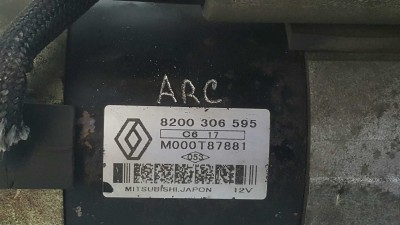 ARC
8200 306 595
C6 17
M000T87881
053
MITSUBISHI.JAPON 12V